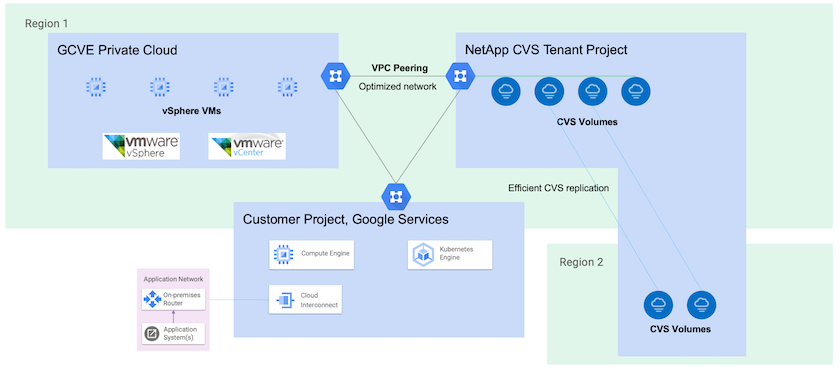 Region 1
GCVE Private Cloud
vSphere VMs
vmware
vSphere
vmware
vCenter
VPC Peering
Optimized network
NetApp CVS Tenant Project
CVS Volumes
Efficient CVS replication
Customer Project, Google Services
Compute Engine
Kubernetes
Engine
Cloud
Interconnect
Application Network
On-premises
Router
Application
System(s)
Region 2
CVS Volumes